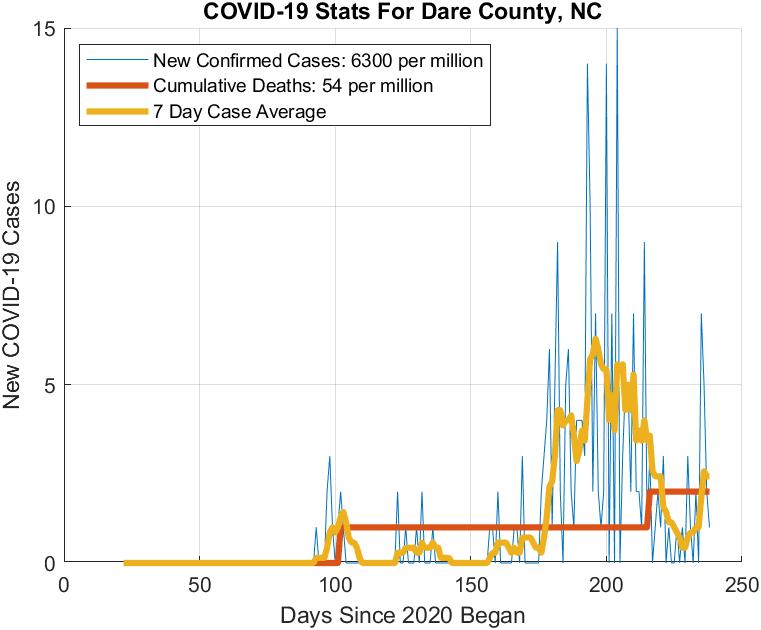 COVID-19 Stats For Dare County, NC
New Confirmed Cases: 6300 per million
Cumulative Deaths: 54 per million
7 Day Case Average
New COVID-19 Cases
15
10
5
0
0 50 100 150 200 250
Days Since 2020 Began